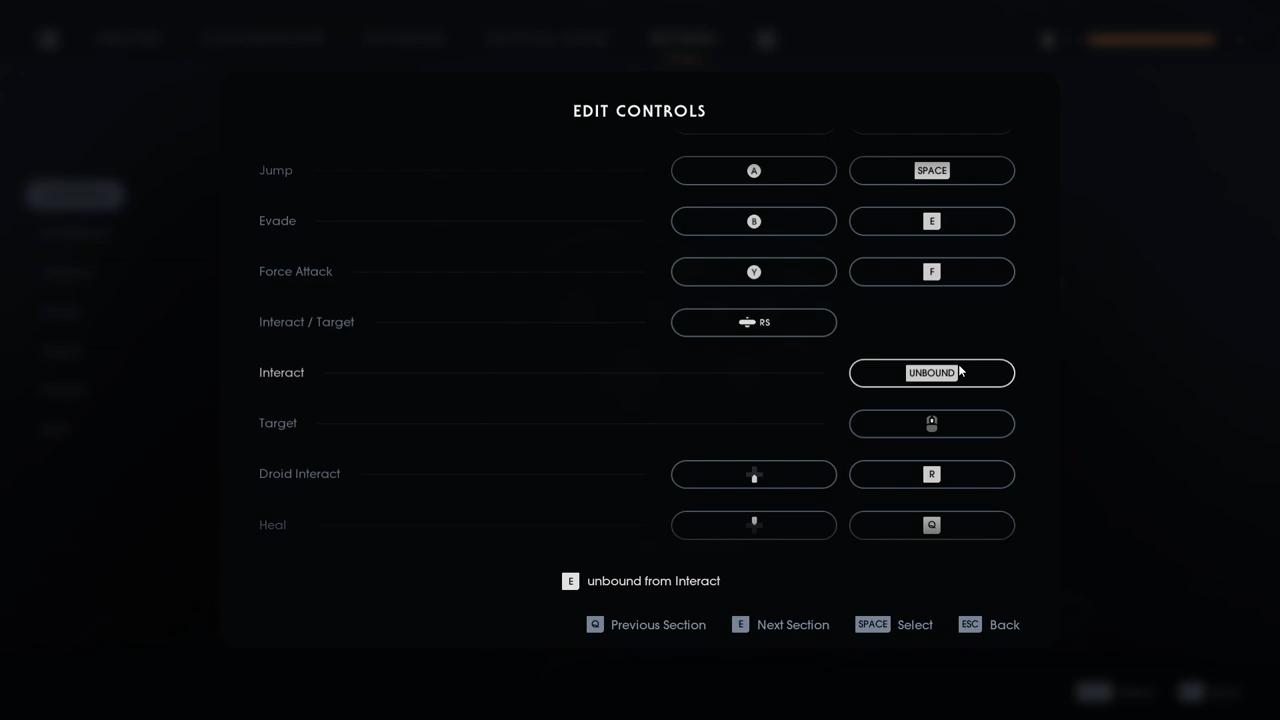 EDIT CONTROLS
Jump A SPACE
Evade B E
Force Attack Y F
Interact / Target RS
Interact UNBOUND
Target
Droid Interact R
Heal Q
E unbound from Interact
Q Previous Section E Next Section SPACE Select ESC Back